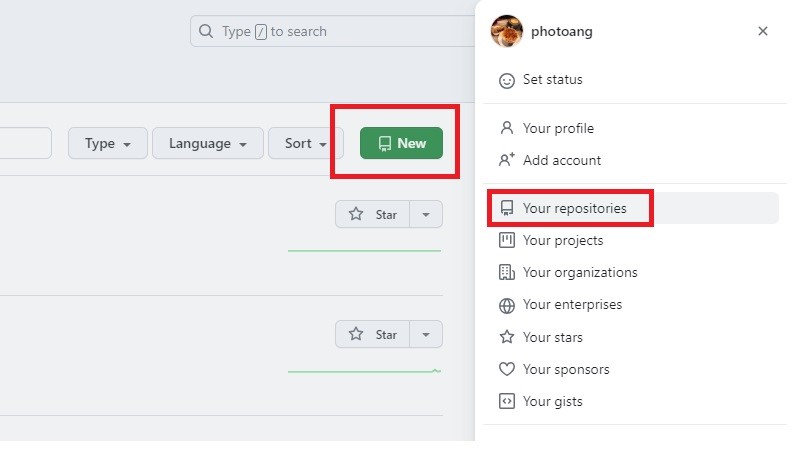 Type / to search
Type
Language
Sort
New
Star
Star
photoang
Set status
Your profile
Add account
Your repositories
Your projects
Your organizations
Your enterprises
Your stars
Your sponsors
Your gists